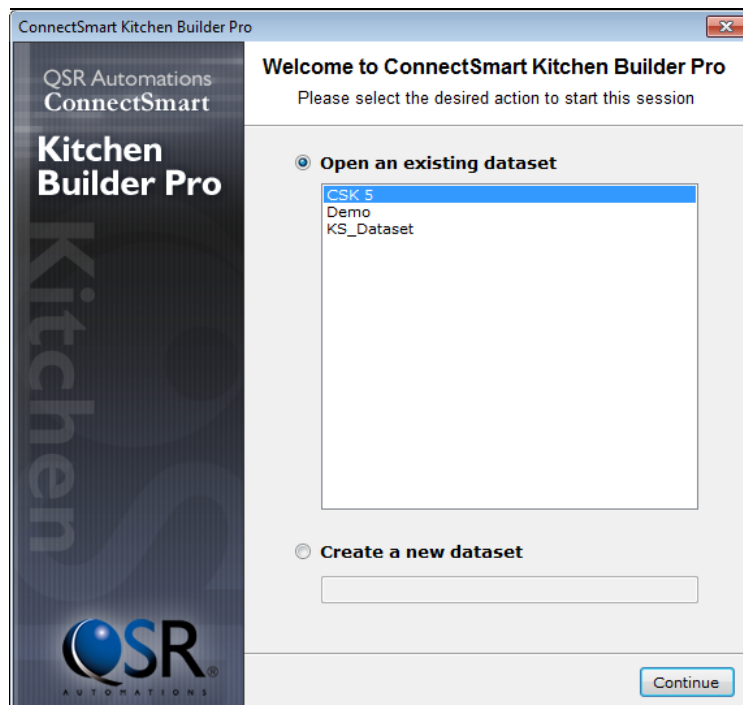 ConnectSmart Kitchen Builder Pro
QSR Automations
ConnectSmart
Kitchen
Builder Pro
Kitchen
QSR®
AUTOMATIONS
Welcome to ConnectSmart Kitchen Builder Pro
Please select the desired action to start this session
Open an existing dataset
CSK 5
Demo
KS_Dataset
Create a new dataset
Continue